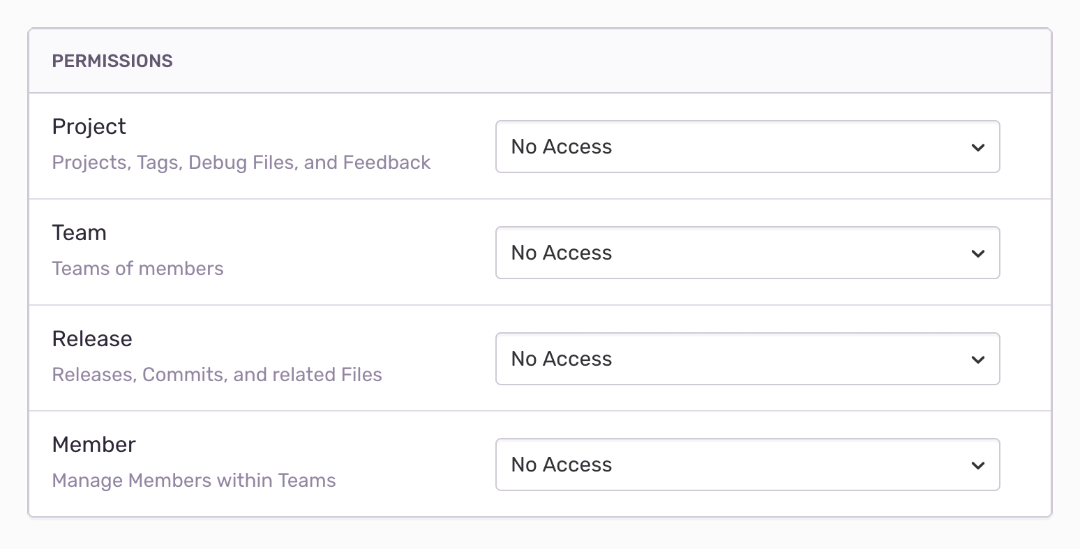 PERMISSIONS
Project
Projects, Tags, Debug Files, and Feedback
No Access
Team
Teams of members
No Access
Release
Releases, Commits, and related Files
No Access
Member
Manage Members within Teams
No Access